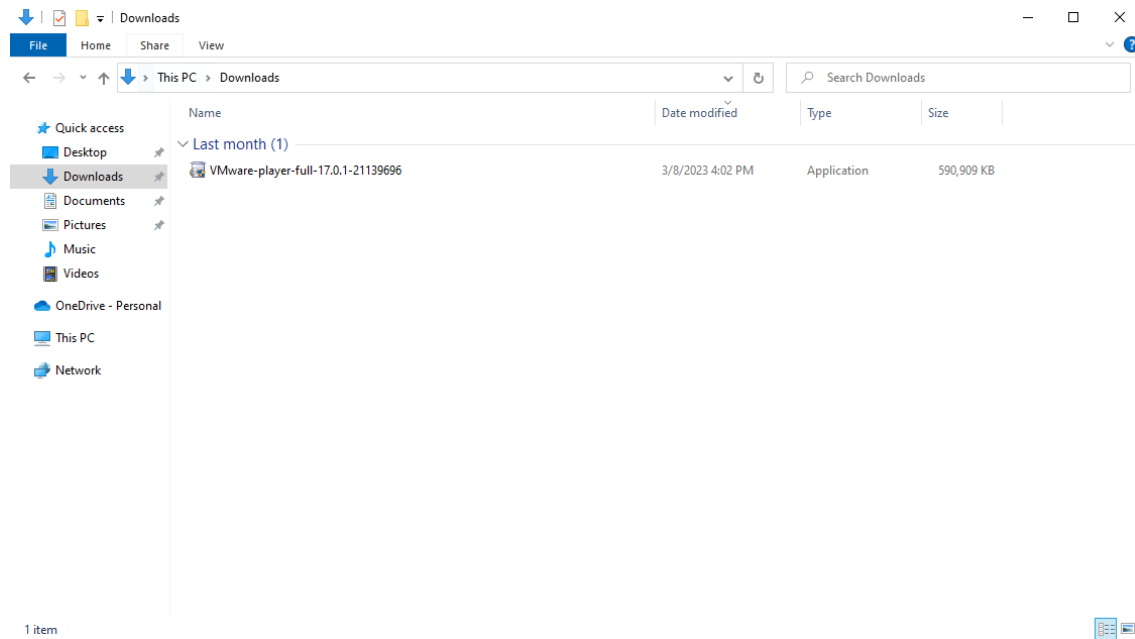 Downloads
File Home Share View
This PC Downloads Search Downloads
Name Date modified Type Size
Quick access
Desktop
Downloads
Documents
Pictures
Music
Videos
OneDrive - Personal
This PC
Network
Last month (1)
VMware-player-full-17.0.1-21139696 3/8/2023 4:02 PM Application 590,909 KB
1 item